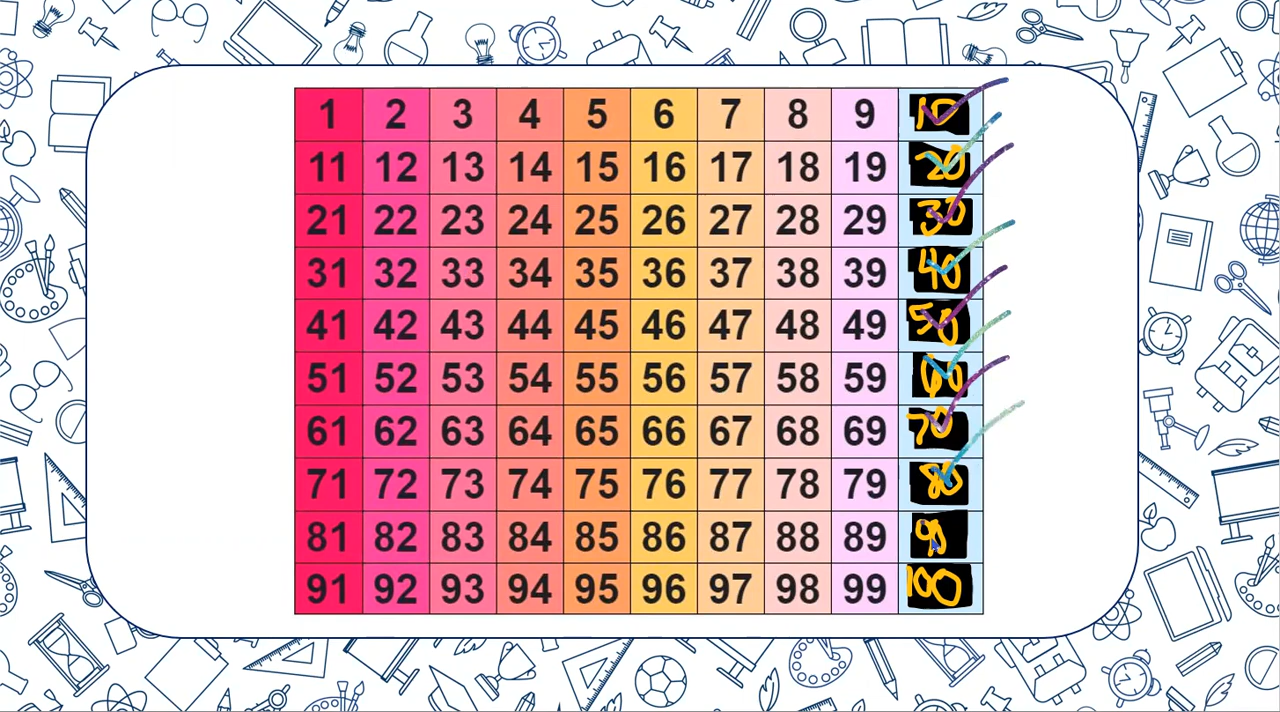 1 2 3 4 5 6 7 8 9 10
11 12 13 14 15 16 17 18 19 20
21 22 23 24 25 26 27 28 29 30
31 32 33 34 35 36 37 38 39 40
41 42 43 44 45 46 47 48 49 50
51 52 53 54 55 56 57 58 59 60
61 62 63 64 65 66 67 68 69 70
71 72 73 74 75 76 77 78 79 80
81 82 83 84 85 86 87 88 89
91 92 93 94 95 96 97 98 99 100